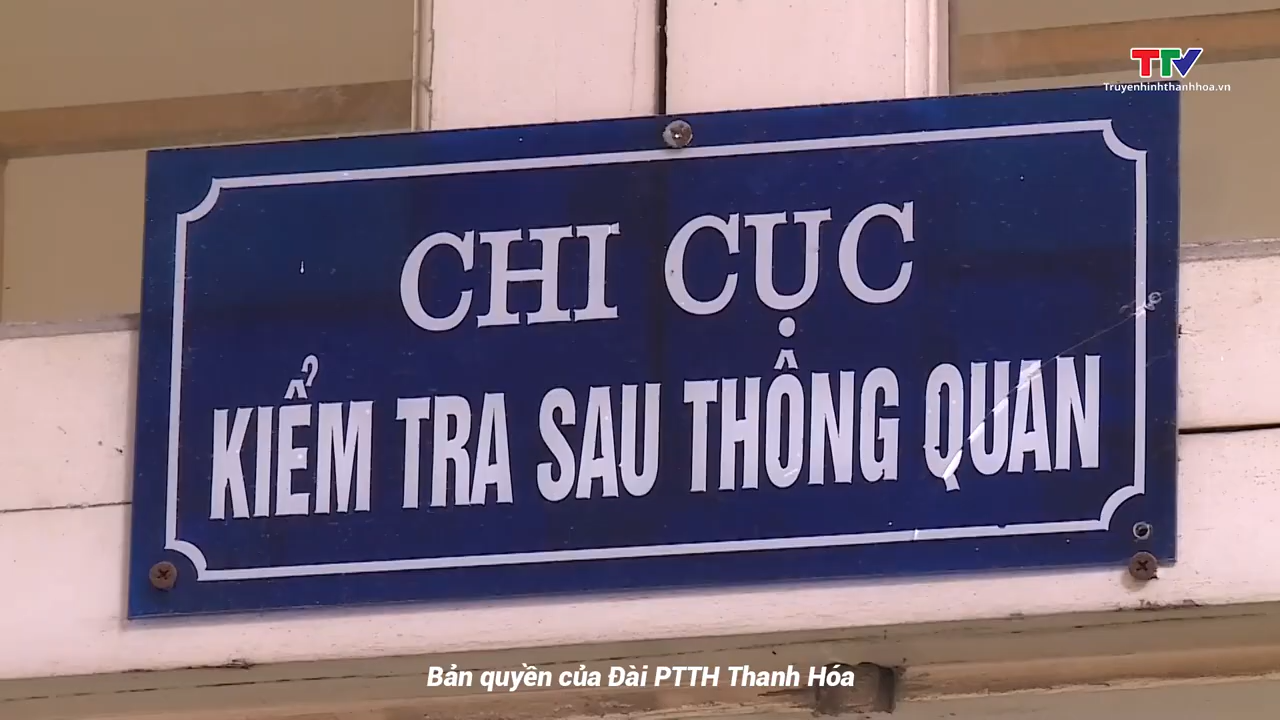 TTV
Truyenhinhthanhhoa.vn
CHI CỤC
KIỂM TRA SAU THÔNG QUAN
Bản quyền của Đài PTTH Thanh Hóa